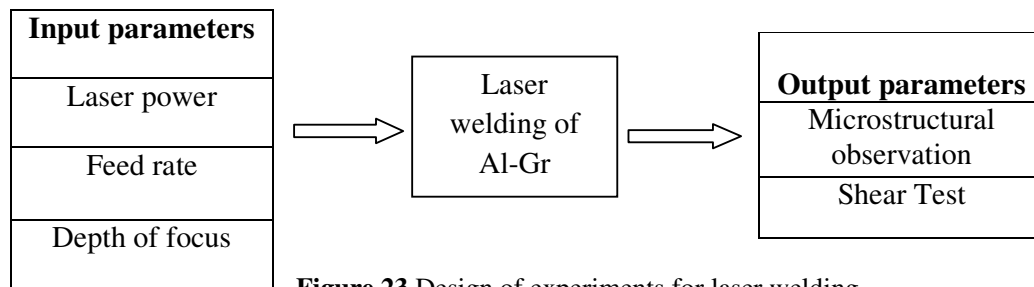 Input parameters
Laser power
Feed rate
Depth of focus
Laser
welding of
Al-Gr
Output parameters
Microstructural
observation
Shear Test
Figure 23 Design of experiments for laser welding